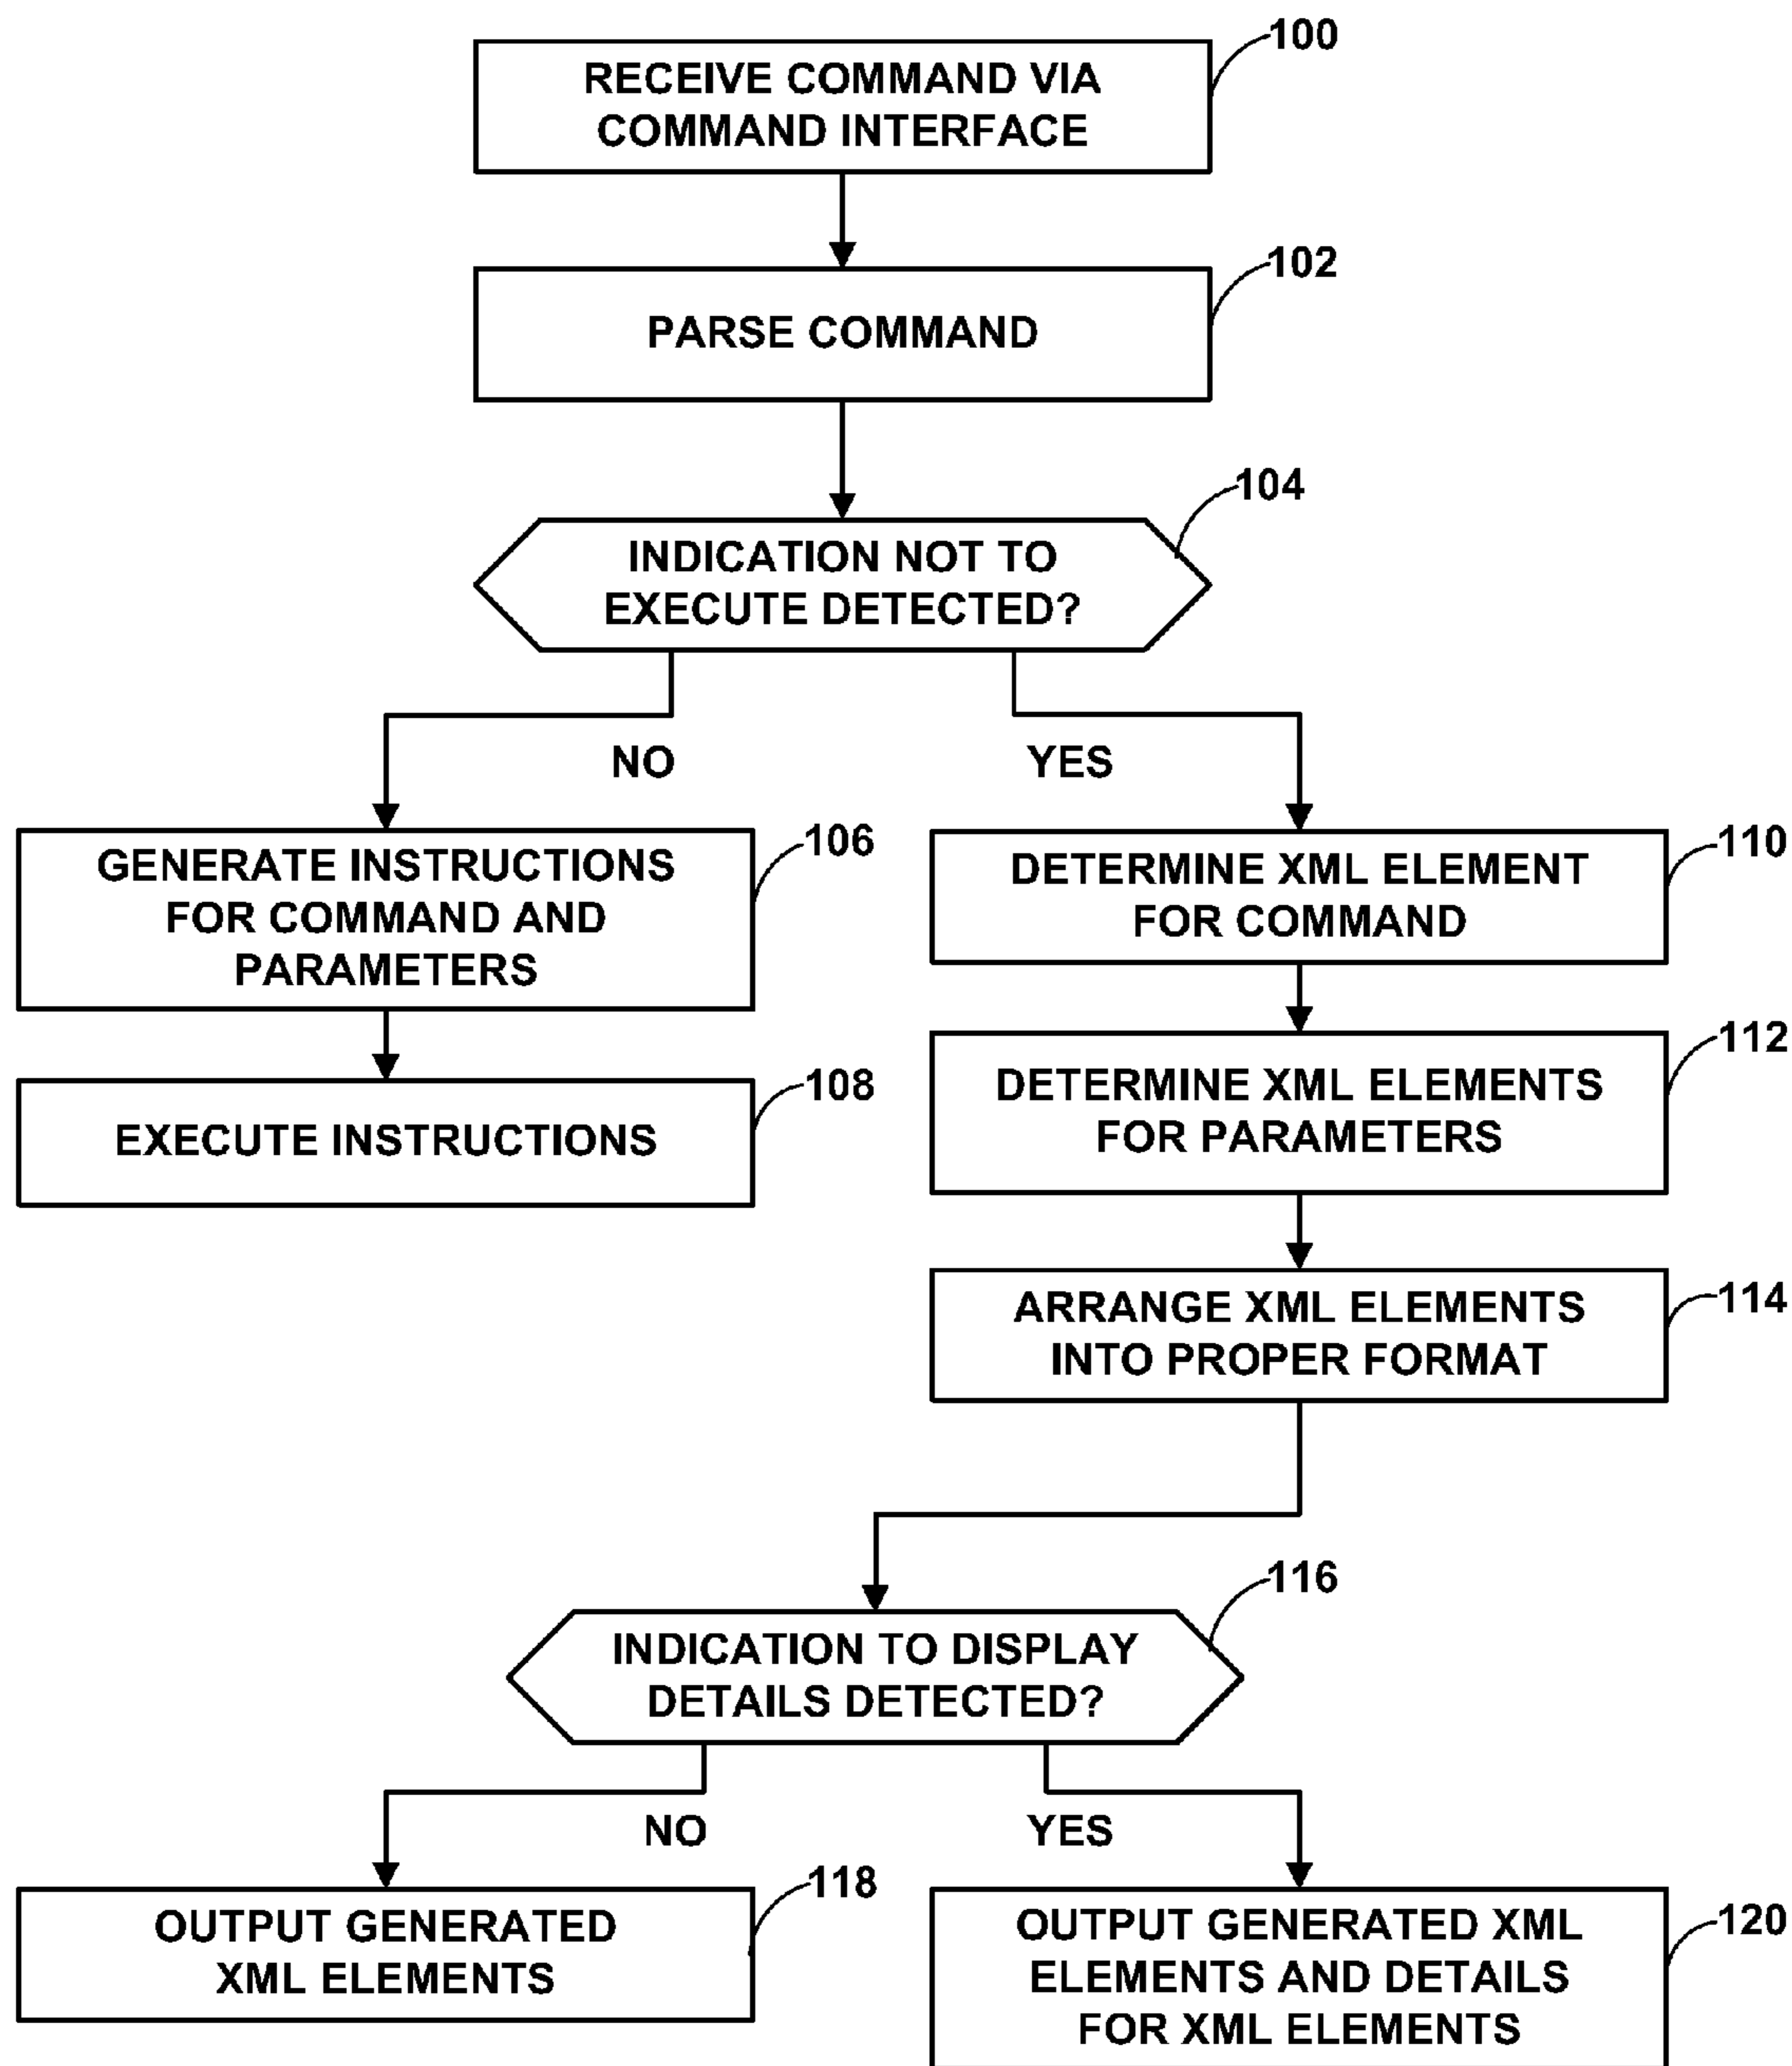 100
RECEIVE COMMAND VIA
COMMAND INTERFACE
102
PARSE COMMAND
104
INDICATION NOT TO
EXECUTE DETECTED?
NO
YES
106
GENERATE INSTRUCTIONS
FOR COMMAND AND
PARAMETERS
110
DETERMINE XML ELEMENT
FOR COMMAND
108
EXECUTE INSTRUCTIONS
112
DETERMINE XML ELEMENTS
FOR PARAMETERS
114
ARRANGE XML ELEMENTS
INTO PROPER FORMAT
116
INDICATION TO DISPLAY
DETAILS DETECTED?
NO
YES
118
OUTPUT GENERATED
XML ELEMENTS
120
OUTPUT GENERATED XML
ELEMENTS AND DETAILS
FOR XML ELEMENTS